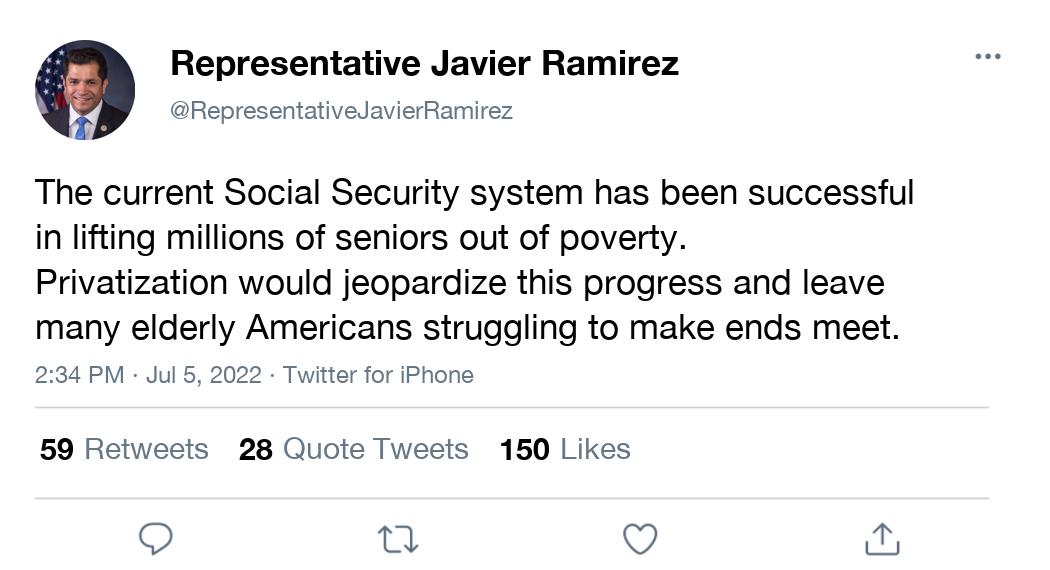 Representative Javier Ramirez
@RepresentativeJavierRamirez
The current Social Security system has been successful
in lifting millions of seniors out of poverty.
Privatization would jeopardize this progress and leave
many elderly Americans struggling to make ends meet.
2:34 PM · Jul 5, 2022 · Twitter for iPhone
59 Retweets 28 Quote Tweets 150 Likes